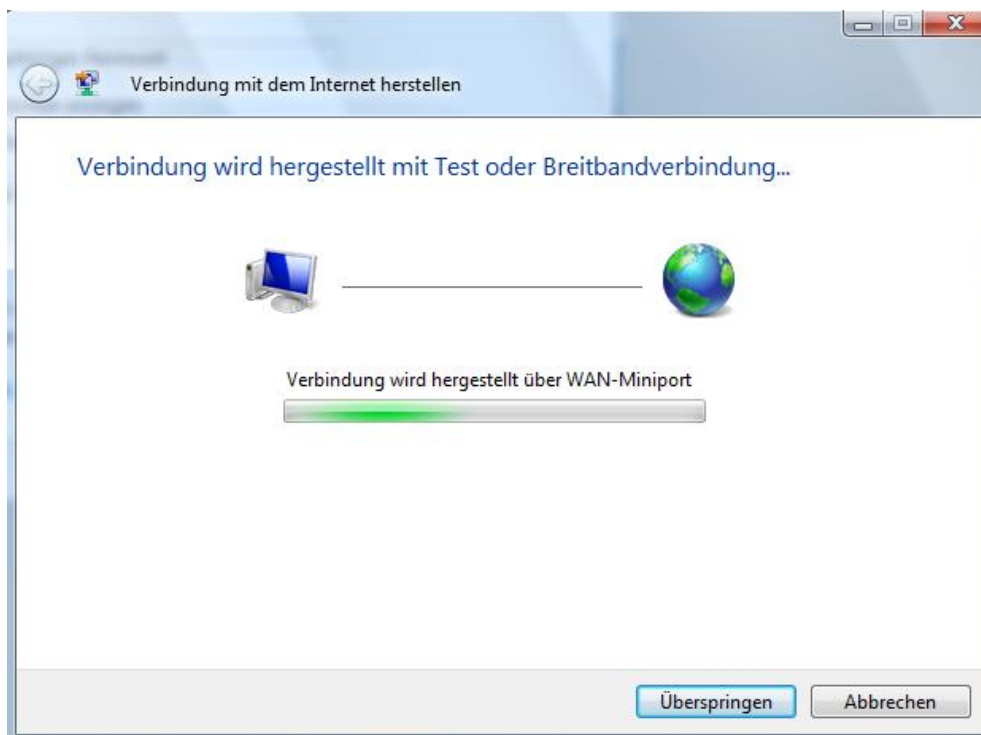 Verbindung mit dem Internet herstellen
Verbindung wird hergestellt mit Test oder Breitbandverbindung...
Verbindung wird hergestellt über WAN-Miniport
Überspringen Abbrechen